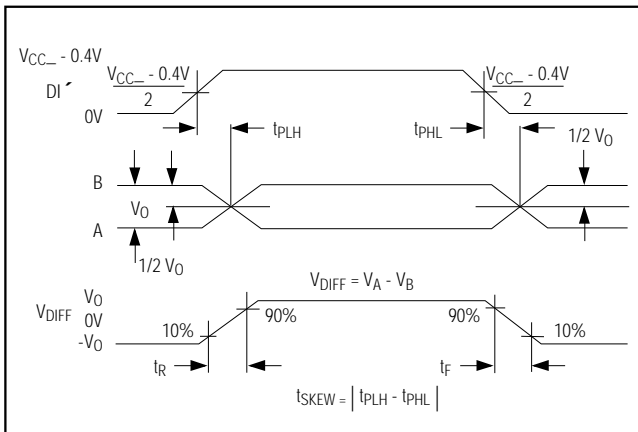 VCC_ - 0.4V
DI´
0V
VCC_ - 0.4V
2
VCC_ - 0.4V
2
tPLH
tPHL
1/2 VO
B
VO
A
1/2 VO
VDIFF = VA - VB
VDIFF
VO
0V
-VO
10%
90%
90%
10%
tR
tF
tSKEW = | tPLH - tPHL |